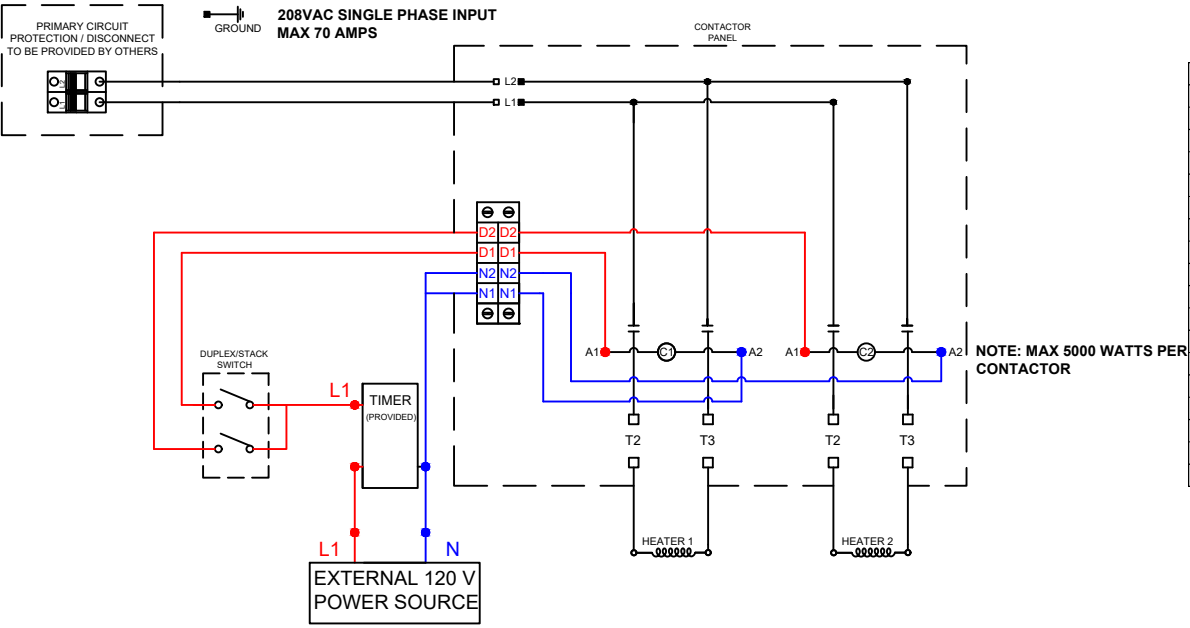 PRIMARY CIRCUIT
PROTECTION / DISCONNECT
TO BE PROVIDED BY OTHERS
L2
L1
GROUND
208VAC SINGLE PHASE INPUT
MAX 70 AMPS
CONTACTOR
PANEL
L2
L1
D2 D2
D1 D1
N2 N2
N1 N1
A1 C1 A2
A1 C2 A2
NOTE: MAX 5000 WATTS PER
CONTACTOR
DUPLEX/STACK
SWITCH
L1
TIMER
(PROVIDED)
T2 T3
T2 T3
HEATER 1
HEATER 2
L1 N
EXTERNAL 120 V
POWER SOURCE